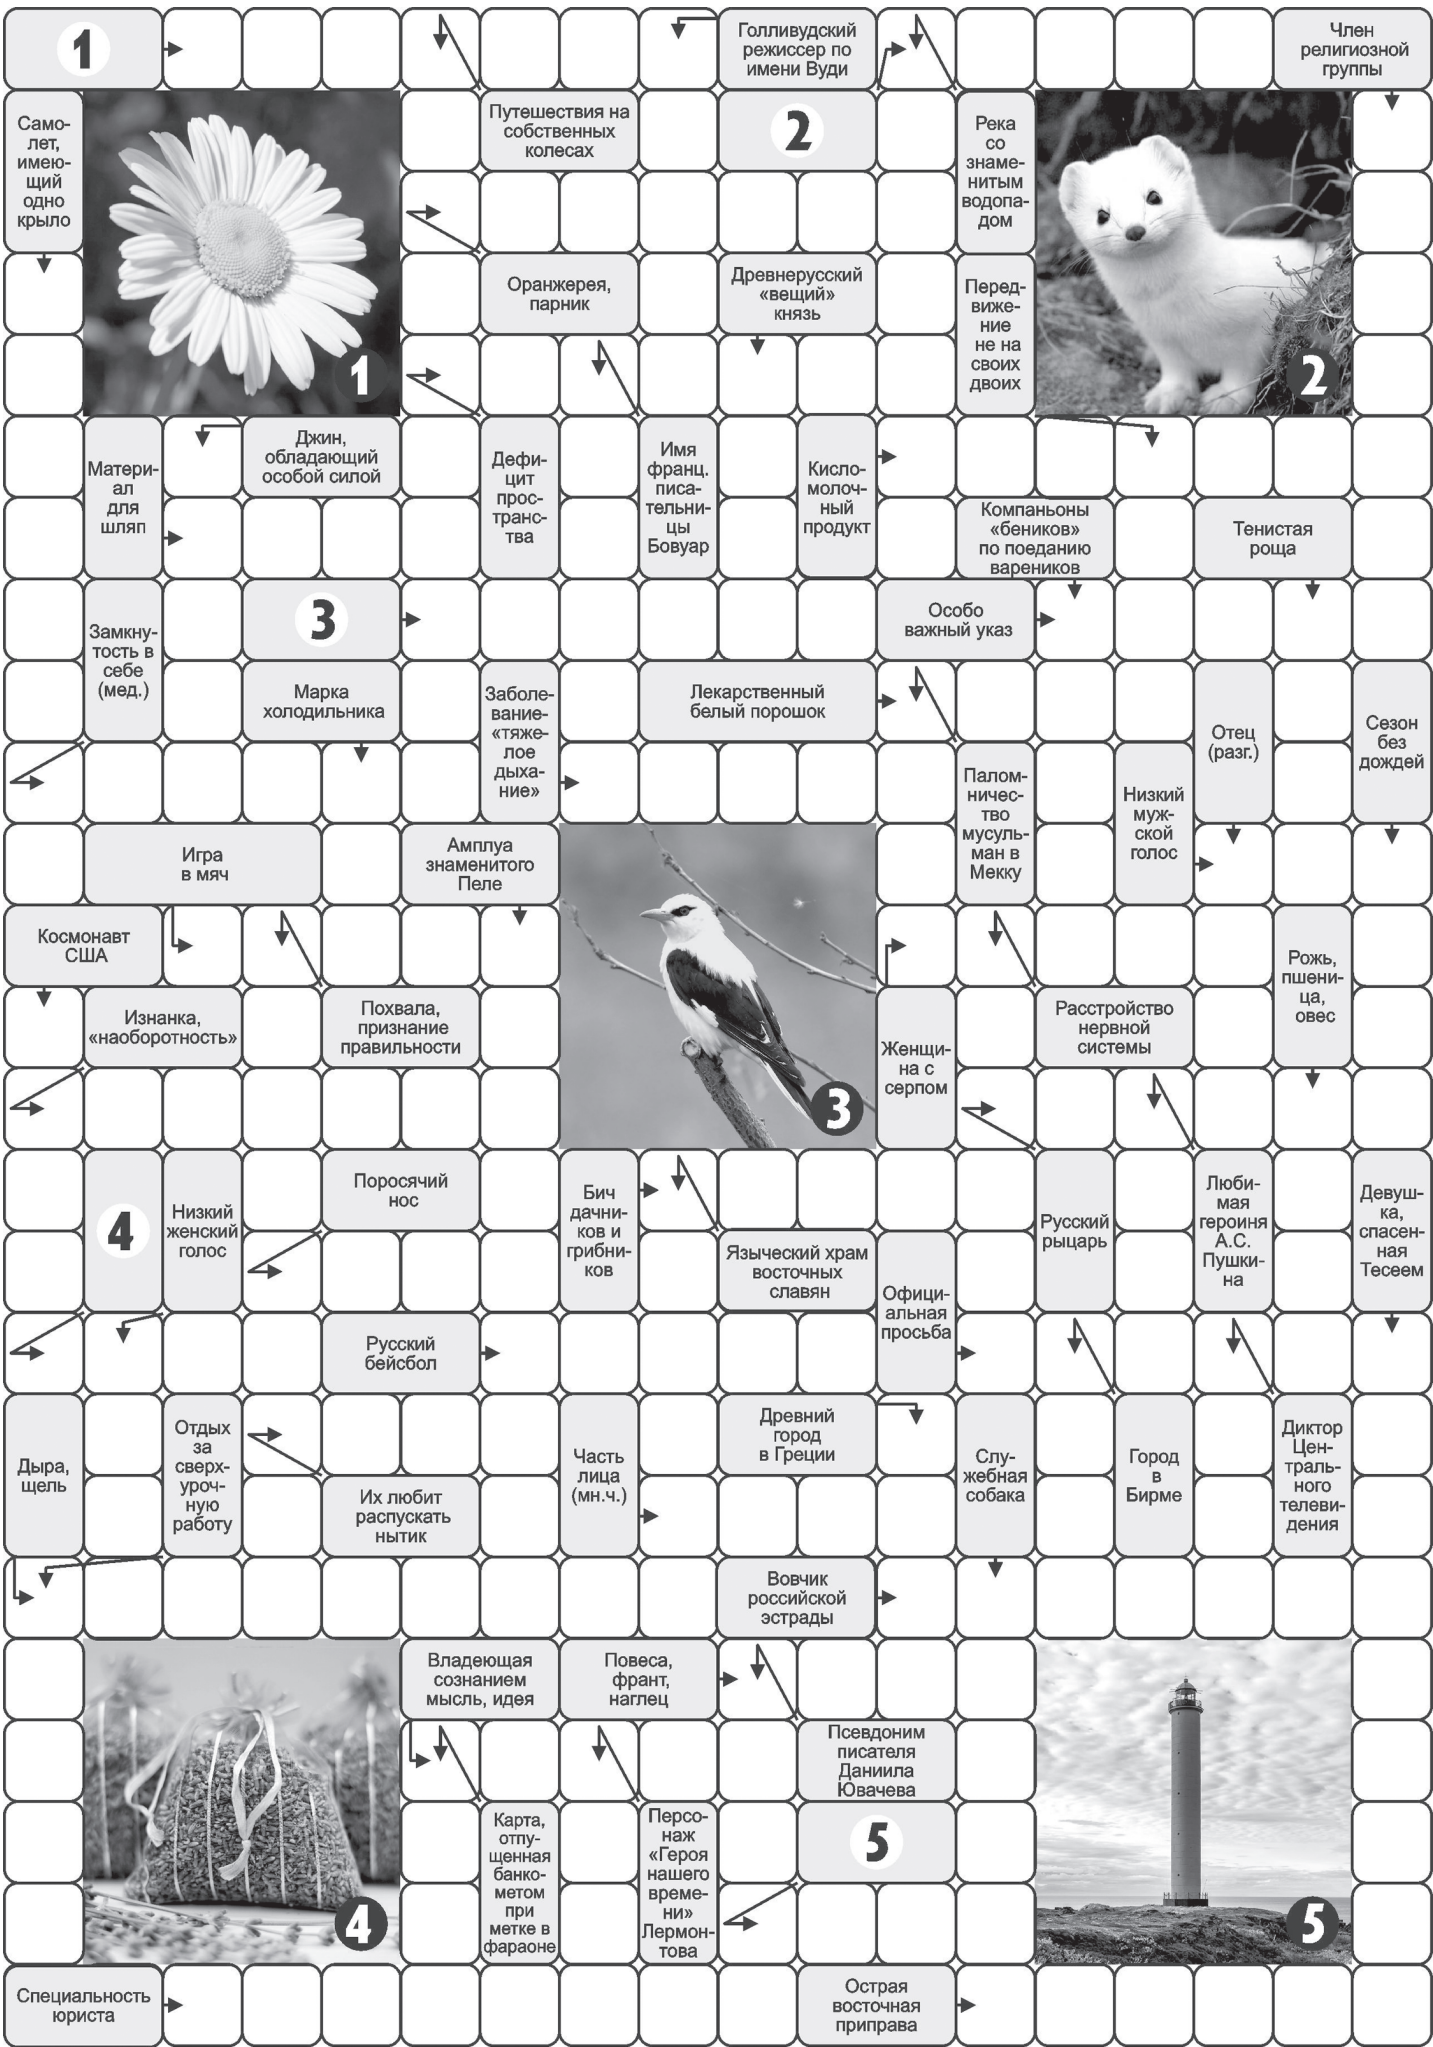 1
Голливудский
режиссер по
имени Вуди
Член
религиозной
группы
Само-
лет,
имею-
щий
одно
крыло
Путешествия на
собственных
колесах
2
Река
со
знаме-
нитым
водопа-
дом
Оранжерея,
парник
Древнерусский
«вещий»
князь
Перед-
виже-
ние
не на
своих
двоих
1
2
Матери-
ал
для
шляп
Джин,
обладающий
особой силой
Дефи-
цит
прос-
транс-
тва
Имя
франц.
писа-
тельни-
цы
Бовуар
Кисло-
молоч-
ный
продукт
Компаньоны
«беников»
по поеданию
вареников
Тенистая
роща
Замкну-
тость в
себе
(мед.)
3
Особо
важный указ
Марка
холодильника
Заболе-
вание-
«тяже-
лое
дыха-
ние»
Лекарственный
белый порошок
Отец
(разг.)
Сезон
без
дождей
Палом-
ничес-
тво
мусуль-
ман в
Мекку
Низкий
муж-
ской
голос
Игра
в мяч
Амплуа
знаменитого
Пеле
Космонавт
США
Рожь,
пшени-
ца,
овес
Изнанка,
«наоборотность»
Похвала,
признание
правильности
Женщи-
на с
серпом
Расстройство
нервной
системы
3
4
Низкий
женский
голос
Поросячий
нос
Бич
дачни-
ков и
грибни-
ков
Языческий храм
восточных
славян
Офици-
альная
просьба
Русский
рыцарь
Люби-
мая
героиня
А.С.
Пушки-
на
Девуш-
ка,
спасен-
ная
Тесеем
Русский
бейсбол
Дыра,
щель
Отдых
за
сверх-
уроч-
ную
работу
Часть
лица
(мн.ч.)
Древний
город
в Греции
Слу-
жебная
собака
Город
в
Бирме
Диктор
Цен-
траль-
ного
телеви-
дения
Их любит
распускать
нытик
Вовчик
российской
эстрады
Владеющая
сознанием
мысль, идея
Повеса,
франт,
наглец
Псевдоним
писателя
Даниила
Ювачева
Карта,
отпу-
щенная
банко-
метом
при
метке в
фараоне
Персо-
наж
«Героя
нашего
време-
ни»
Лермон-
това
5
4
5
Специальность
юриста
Острая
восточная
приправа